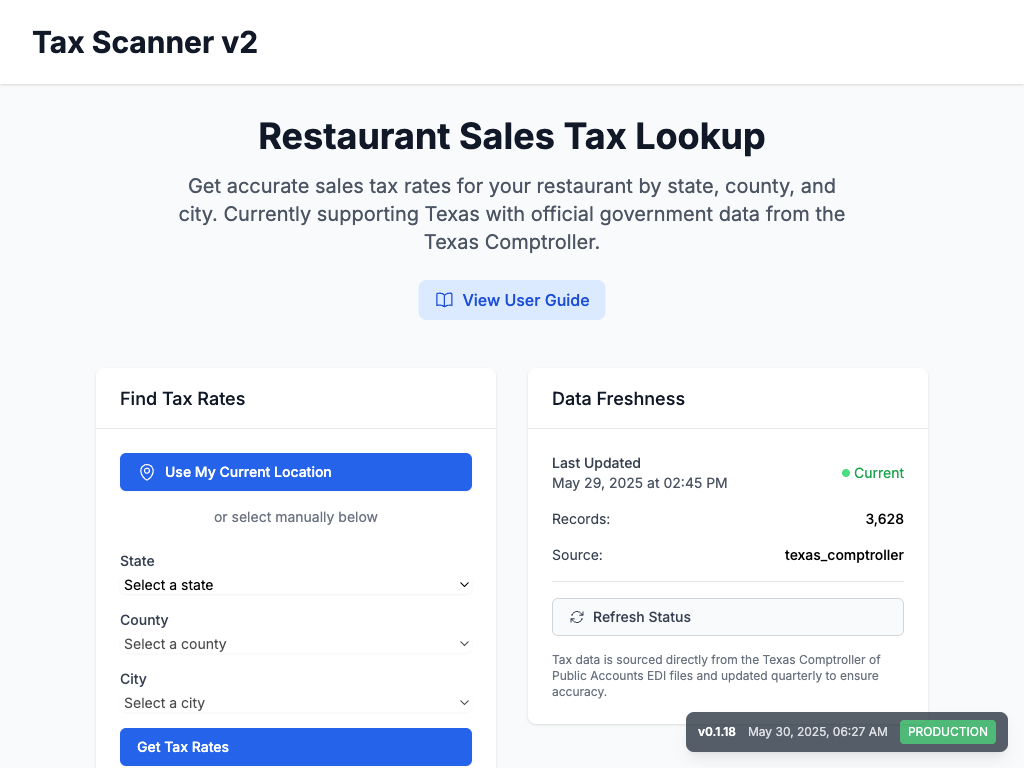 Tax Scanner v2
Restaurant Sales Tax Lookup
Get accurate sales tax rates for your restaurant by state, county, and
city. Currently supporting Texas with official government data from the
Texas Comptroller.
View User Guide
Find Tax Rates
Use My Current Location
or select manually below
State
Select a state
County
Select a county
City
Select a city
Get Tax Rates
Data Freshness
Last Updated
May 29, 2025 at 02:45 PM
Current
Records:
3,628
Source:
texas_comptroller
Refresh Status
Tax data is sourced directly from the Texas Comptroller of
Public Accounts EDI files and updated quarterly to ensure
accuracy.
v0.1.18 May 30, 2025, 06:27 AM PRODUCTION